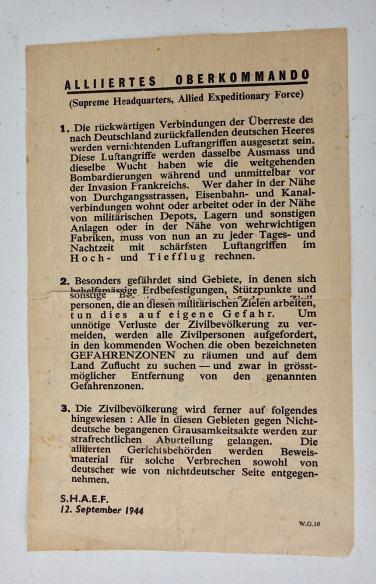 ALLIIERTES OBERKOMMANDO
(Supreme Headquarters, Allied Expeditionary Force)
1. Die rückwärtigen Verbindungen der Überreste des
nach Deutschland zurückfallenden deutschen Heeres
werden vernichtenden Luftangriffen ausgesetzt sein.
Diese Luftangriffe werden dasselbe Ausmass und
dieselbe Wucht haben wie die weitgehenden
Bombardierungen während und unmittelbar vor
der Invasion Frankreichs. Wer daher in der Nähe
von Durchgangsstrassen, Eisenbahn- und Kanal-
verbindungen wohnt oder arbeitet oder in der Nähe
von militärischen Depots, Lagern und sonstigen
Anlagen oder in der Nähe von wehrwichtigen
Fabriken, muss von nun an zu jeder Tages- und
Nachtzeit mit schärfsten Luftangriffen im
Hoch- und Tiefflug rechnen.
2. Besonders gefährdet sind Gebiete, in denen sich
behelfsmässige Erdbefestigungen, Stützpunkte und
sonstige
personen, die an diesen militärischen Zielen arbeiten,
tun dies auf eigene Gefahr. Um
unnötige Verluste der Zivilbevölkerung zu ver-
meiden, werden alle Zivilpersonen aufgefordert,
in den kommenden Wochen die oben bezeichneten
GEFAHRENZONEN zu räumen und auf dem
Land Zuflucht zu suchen — und zwar in grösst-
möglicher Entfernung von den genannten
Gefahrenzonen.
3. Die Zivilbevölkerung wird ferner auf folgendes
hingewiesen : Alle in diesen Gebieten gegen Nicht-
deutsche begangenen Grausamkeitsakte werden zur
strafrechtlichen Aburteilung gelangen. Die
alliierten Gerichtsbehörden werden Beweis-
material für solche Verbrechen sowohl von
deutscher wie von nichtdeutscher Seite entgegen-
nehmen.
S.H.A.E.F.
12. September 1944
W.G.10